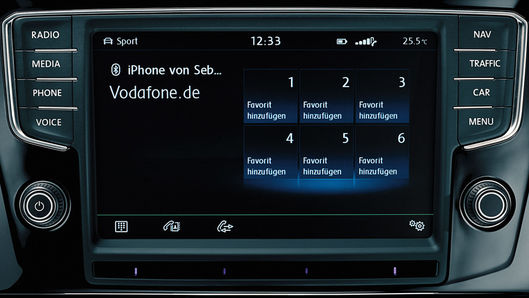 RADIO
MEDIA
PHONE
VOICE
Sport
12:33
25.5℃
iPhone von Seb...
Vodafone.de
1
Favorit
hinzufügen
2
Favorit
hinzufügen
3
Favorit
hinzufügen
4
Favorit
hinzufügen
5
Favorit
hinzufügen
6
Favorit
hinzufügen
NAV
TRAFFIC
CAR
MENU